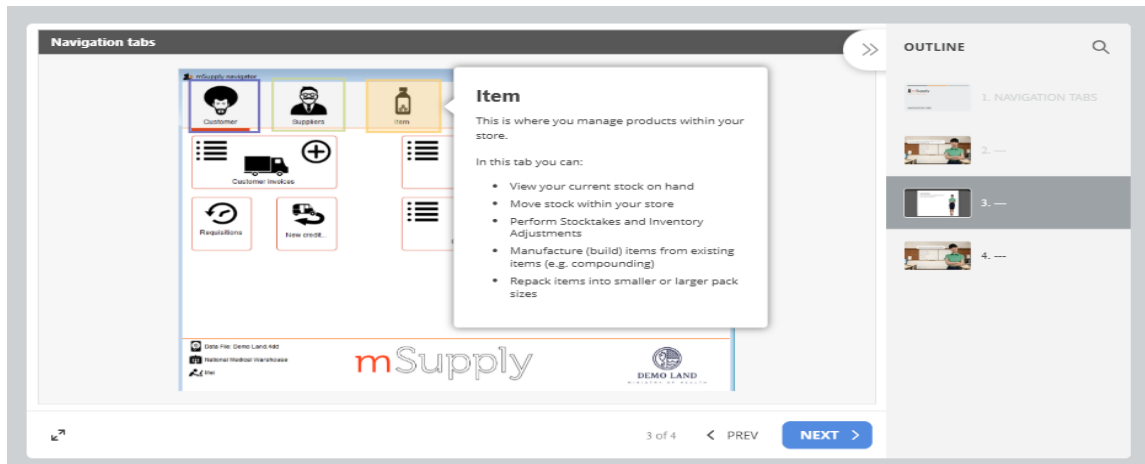 Navigation tabs
OUTLINE
mSupply navigator
Customer
Suppliers
Item
Customer invoices
Requisitions
New credit..
Item
This is where you manage products within your
store.
In this tab you can:
• View your current stock on hand
• Move stock within your store
• Perform Stocktakes and Inventory
Adjustments
• Manufacture (build) items from existing
items (e.g. compounding)
• Repack items into smaller or larger pack
sizes
Data File: Demo Land Add
National Medical Warehouse
mSupply
DEMO LAND
MINISTRY OF HEALTH
1. NAVIGATION TABS
2. ---
3. ---
4. ---
3 of 4
PREV
NEXT